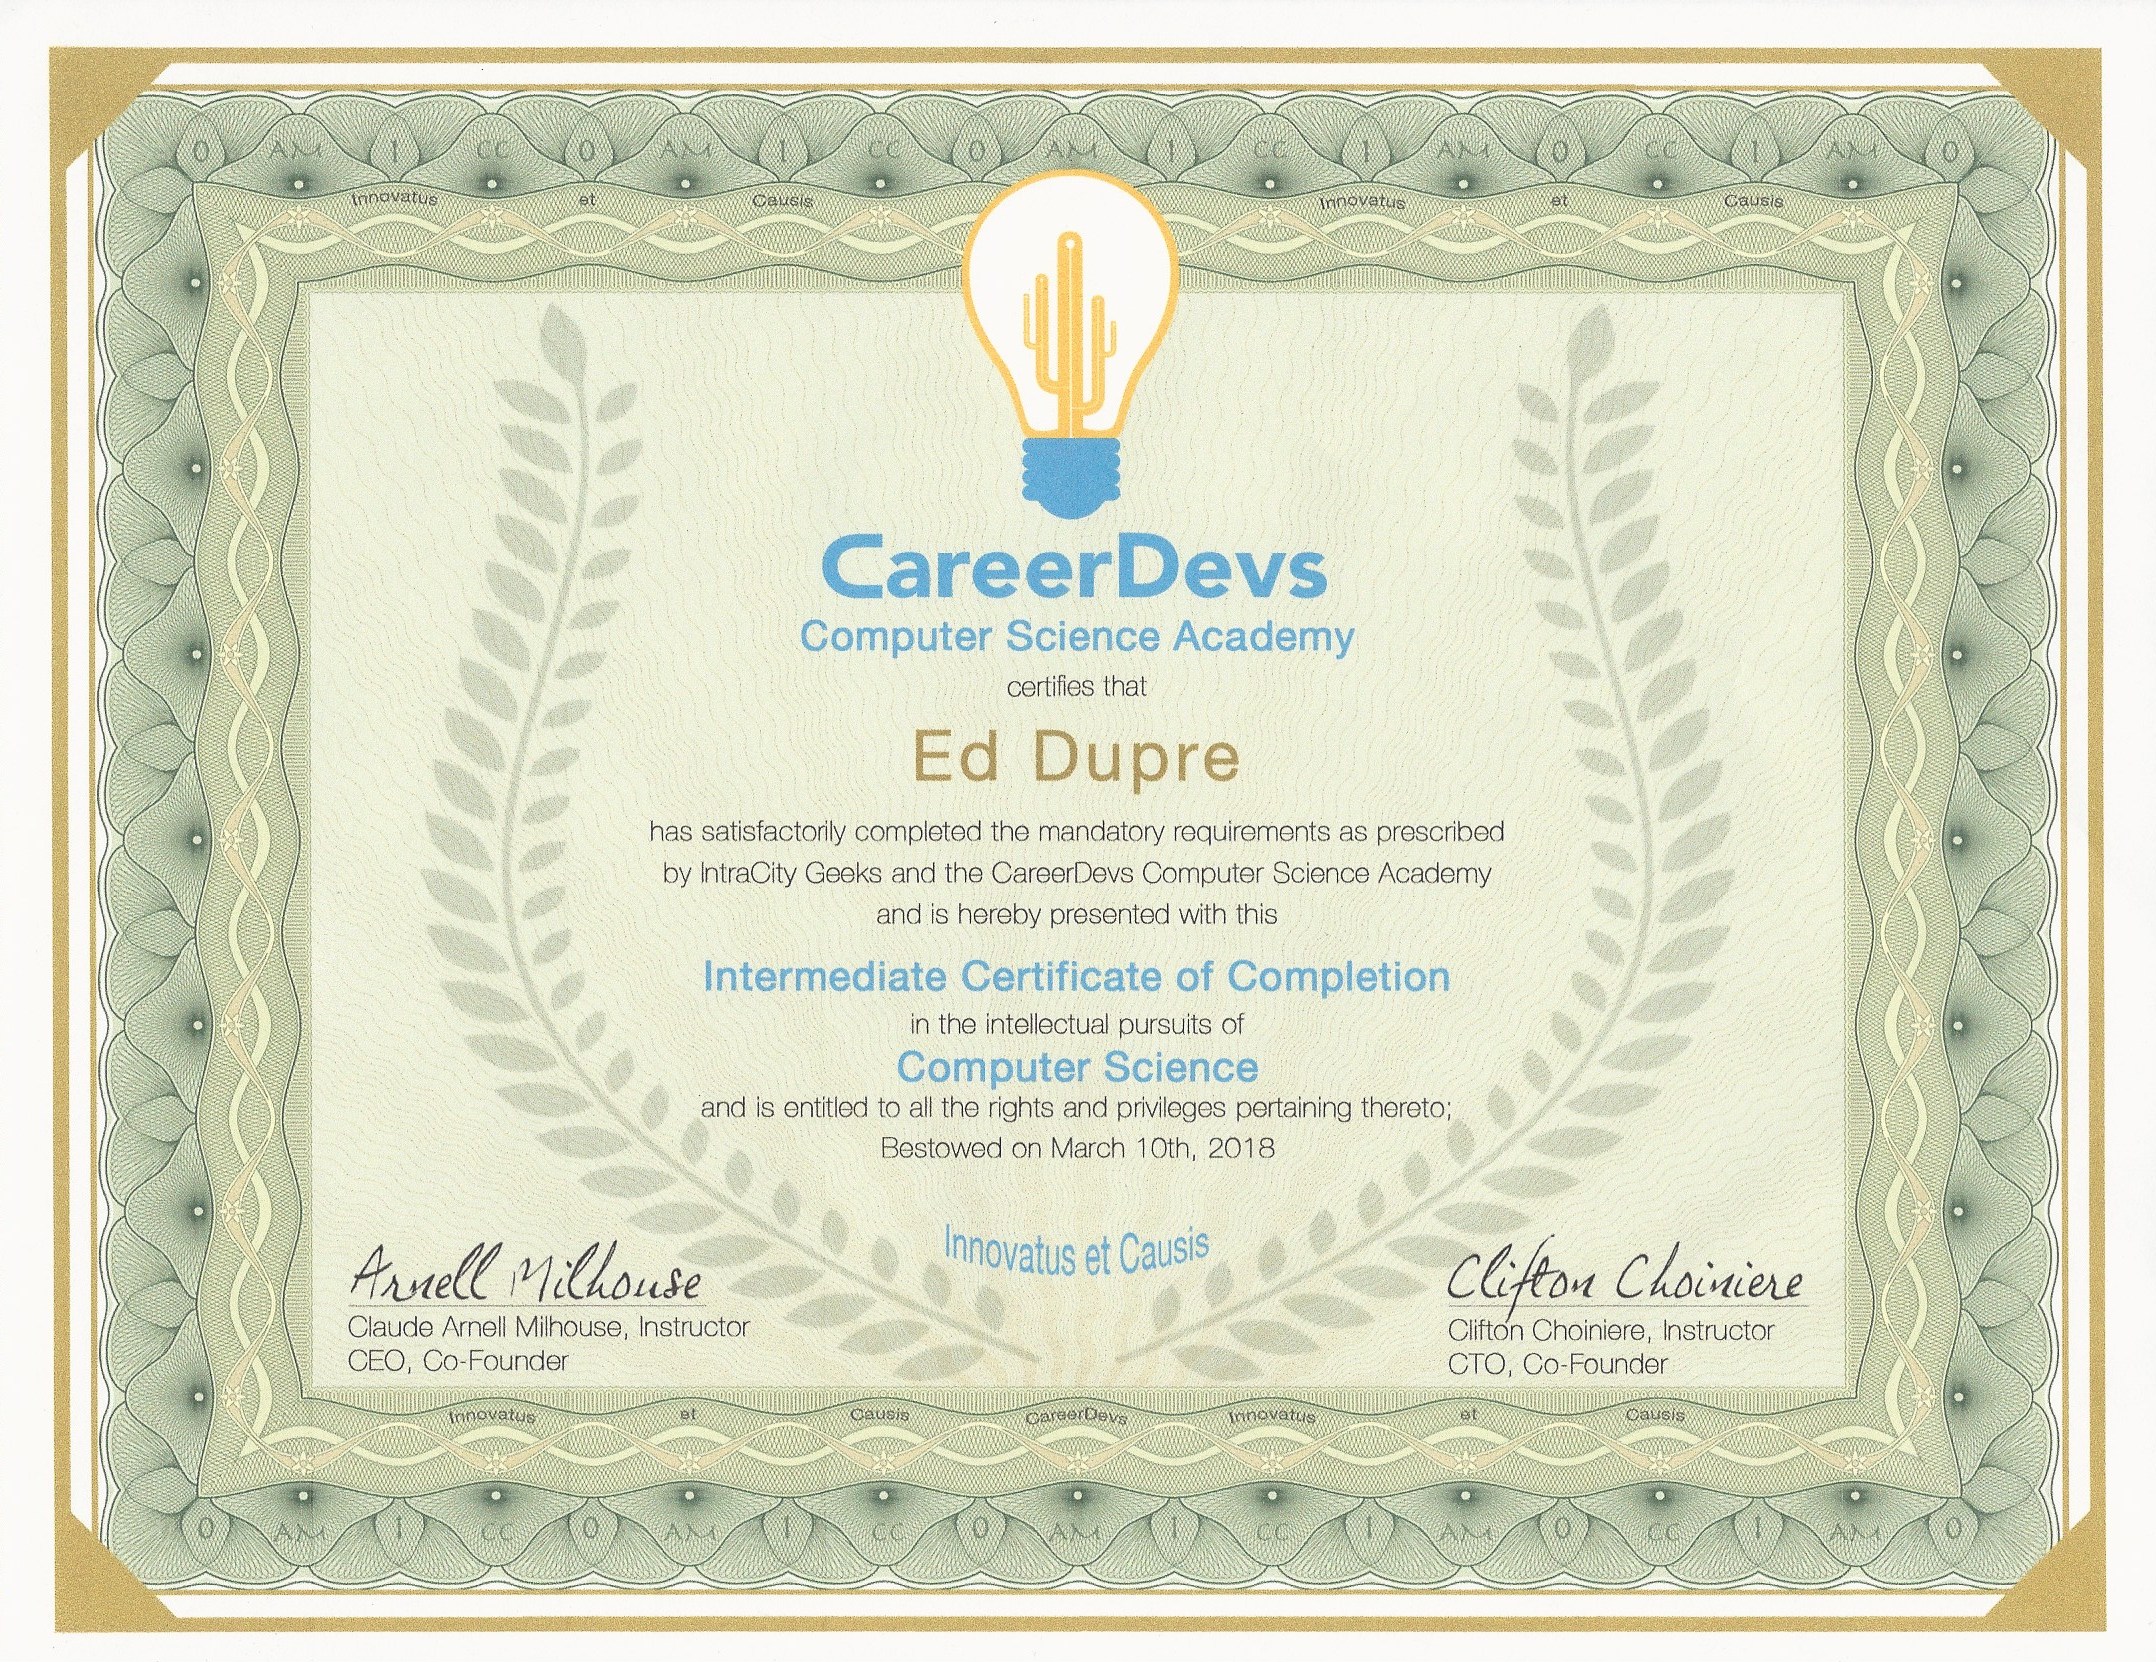 0 AM 1 CC 0 AM 1 CC 0 AM 1 CC 1 AM 0 CC 1 AM 0
Innovatus et Causis Innovatus et Causis
CareerDevs
Computer Science Academy
certifies that
Ed Dupre
has satisfactorily completed the mandatory requirements as prescribed
by IntraCity Geeks and the CareerDevs Computer Science Academy
and is hereby presented with this
Intermediate Certificate of Completion
in the intellectual pursuits of
Computer Science
and is entitled to all the rights and privileges pertaining thereto;
Bestowed on March 10th, 2018
Innovatus et Causis
Arnell Milhouse
Claude Arnell Milhouse, Instructor
CEO, Co-Founder
Clifton Choiniere
Clifton Choiniere, Instructor
CTO, Co-Founder
Innovatus et Causis CareerDevs Innovatus et Causis
0 AM 1 CC 0 AM 1 CC 0 AM 1 CC 1 AM 0 CC 1 AM 0